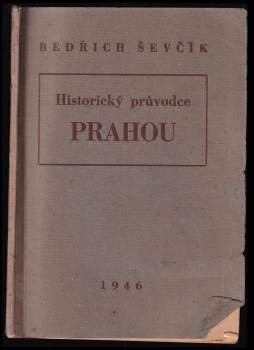 BEDŘICH ŠEVČÍK
Historický průvodce
PRAHOU
1946